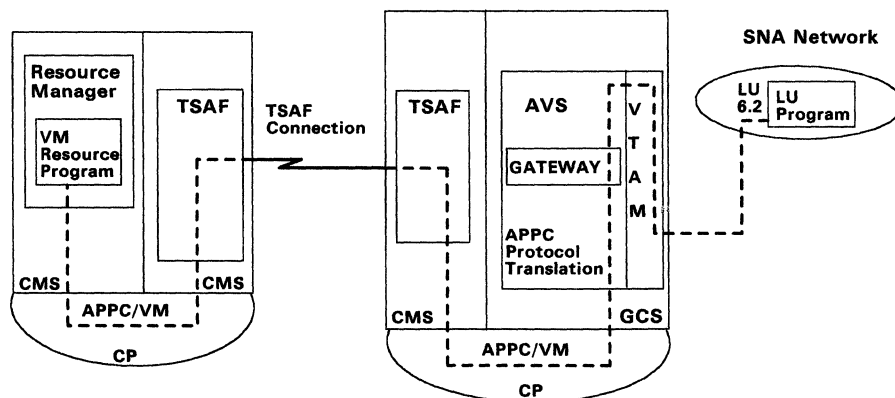 SNA Network
Resource
Manager
VM
Resource
Program
TSAF
TSAF
Connection
TSAF
AVS
GATEWAY
APPC
Protocol
Translation
V
T
A
M
LU
6.2
LU
Program
CMS
CMS
APPC/VM
CP
CMS
GCS
APPC/VM
CP